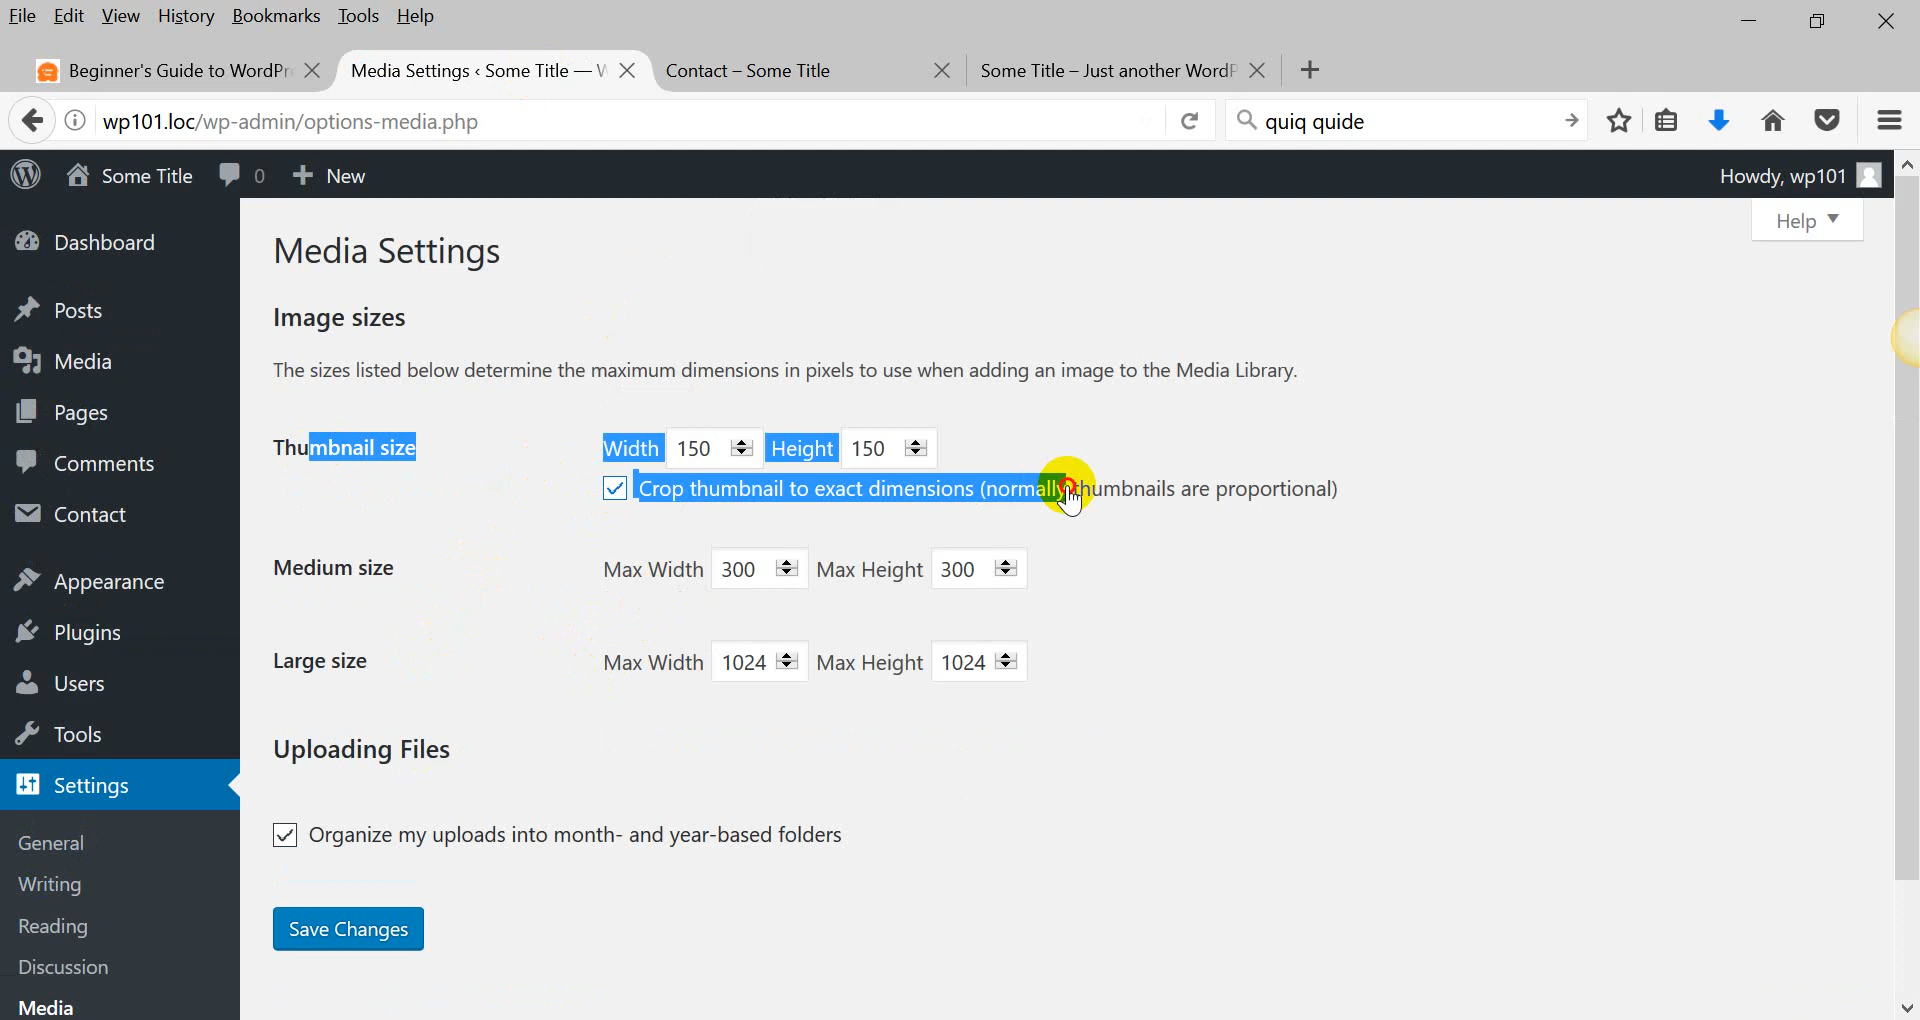 File Edit View History Bookmarks Tools Help
Beginner's Guide to WordPr
Media Settings ‹ Some Title — W
Contact – Some Title
Some Title – Just another WordP
wp101.loc/wp-admin/options-media.php
quiq quide
Some Title 0 New
Howdy, wp101
Help
Dashboard
Posts
Media
Pages
Comments
Contact
Appearance
Plugins
Users
Tools
Settings
General
Writing
Reading
Discussion
Media
Media Settings
Image sizes
The sizes listed below determine the maximum dimensions in pixels to use when adding an image to the Media Library.
Thumbnail size Width 150 Height 150
Crop thumbnail to exact dimensions (normally thumbnails are proportional)
Medium size Max Width 300 Max Height 300
Large size Max Width 1024 Max Height 1024
Uploading Files
Organize my uploads into month- and year-based folders
Save Changes